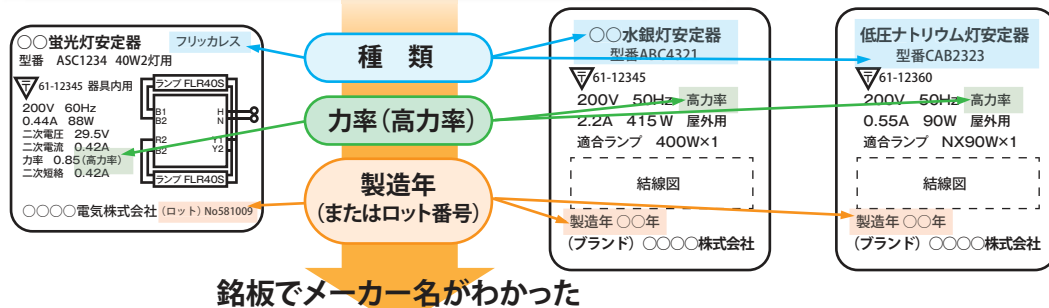 ○○蛍光灯安定器 フリッカレス
型番 ASC1234 40W2灯用
61-12345 器具内用
200V 60Hz
0.44A 88W
二次電圧 29.5V
二次電流 0.42A
力率 0.85(高力率)
二次短絡 0.42A
ランプ FLR40S
B1
B2
H
N
R2
B2
Y1
Y2
ランプ FLR40S
○○○○電気株式会社 (ロット) No581009
種類
力率(高力率)
製造年
(またはロット番号)
○○水銀灯安定器
型番ABC4321
61-12345
200V 50Hz 高力率
2.2A 415W 屋外用
適合ランプ 400W×1
結線図
製造年 ○○年
(ブランド) ○○○○株式会社
低圧ナトリウム灯安定器
型番CAB2323
61-12360
200V 50Hz 高力率
0.55A 90W 屋外用
適合ランプ NX90W×1
結線図
製造年 ○○年
(ブランド) ○○○○株式会社
銘板でメーカー名がわかった